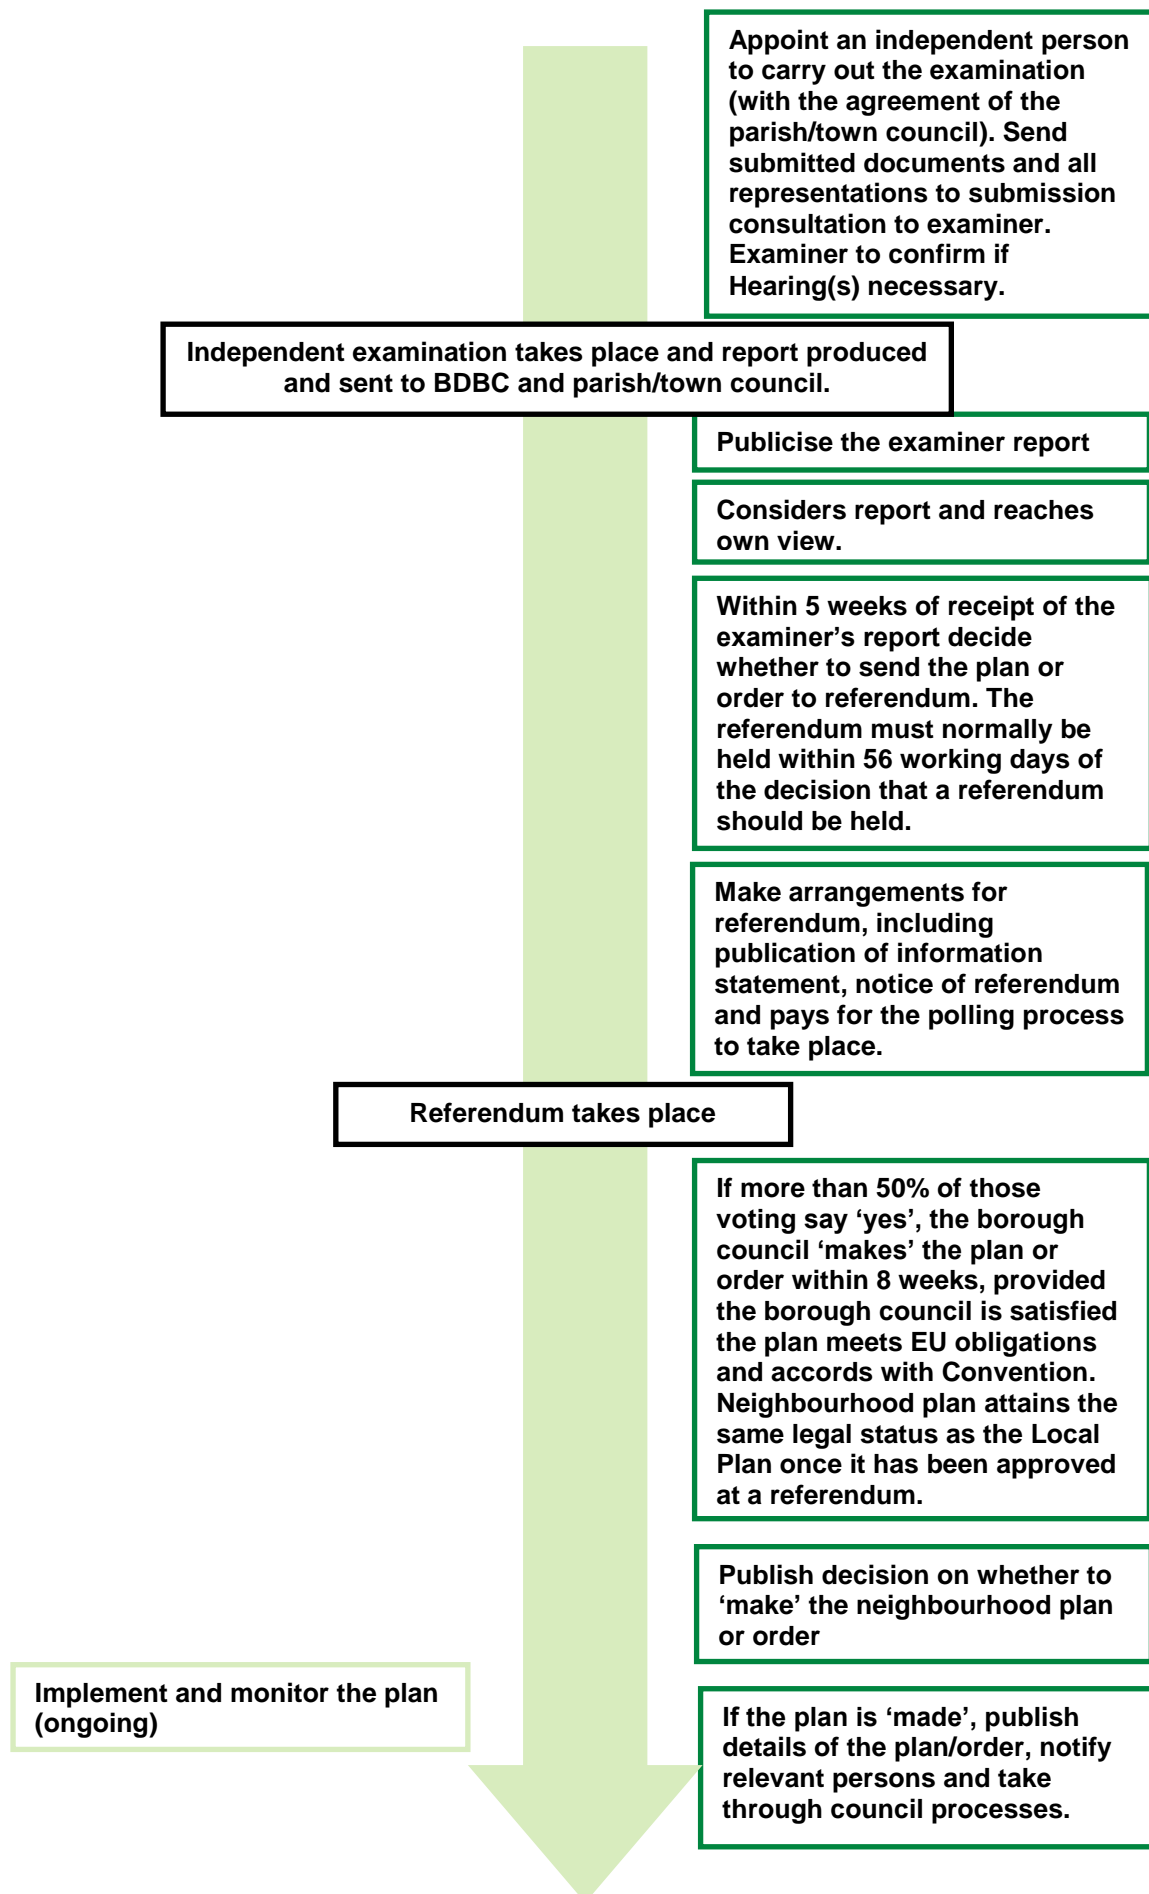 Appoint an independent person
to carry out the examination
(with the agreement of the
parish/town council). Send
submitted documents and all
representations to submission
consultation to examiner.
Examiner to confirm if
Hearing(s) necessary.
Independent examination takes place and report produced
and sent to BDBC and parish/town council.
Publicise the examiner report
Considers report and reaches
own view.
Within 5 weeks of receipt of the
examiner’s report decide
whether to send the plan or
order to referendum. The
referendum must normally be
held within 56 working days of
the decision that a referendum
should be held.
Make arrangements for
referendum, including
publication of information
statement, notice of referendum
and pays for the polling process
to take place.
Referendum takes place
If more than 50% of those
voting say ‘yes’, the borough
council ‘makes’ the plan or
order within 8 weeks, provided
the borough council is satisfied
the plan meets EU obligations
and accords with Convention.
Neighbourhood plan attains the
same legal status as the Local
Plan once it has been approved
at a referendum.
Publish decision on whether to
‘make’ the neighbourhood plan
or order
Implement and monitor the plan
(ongoing)
If the plan is ‘made’, publish
details of the plan/order, notify
relevant persons and take
through council processes.